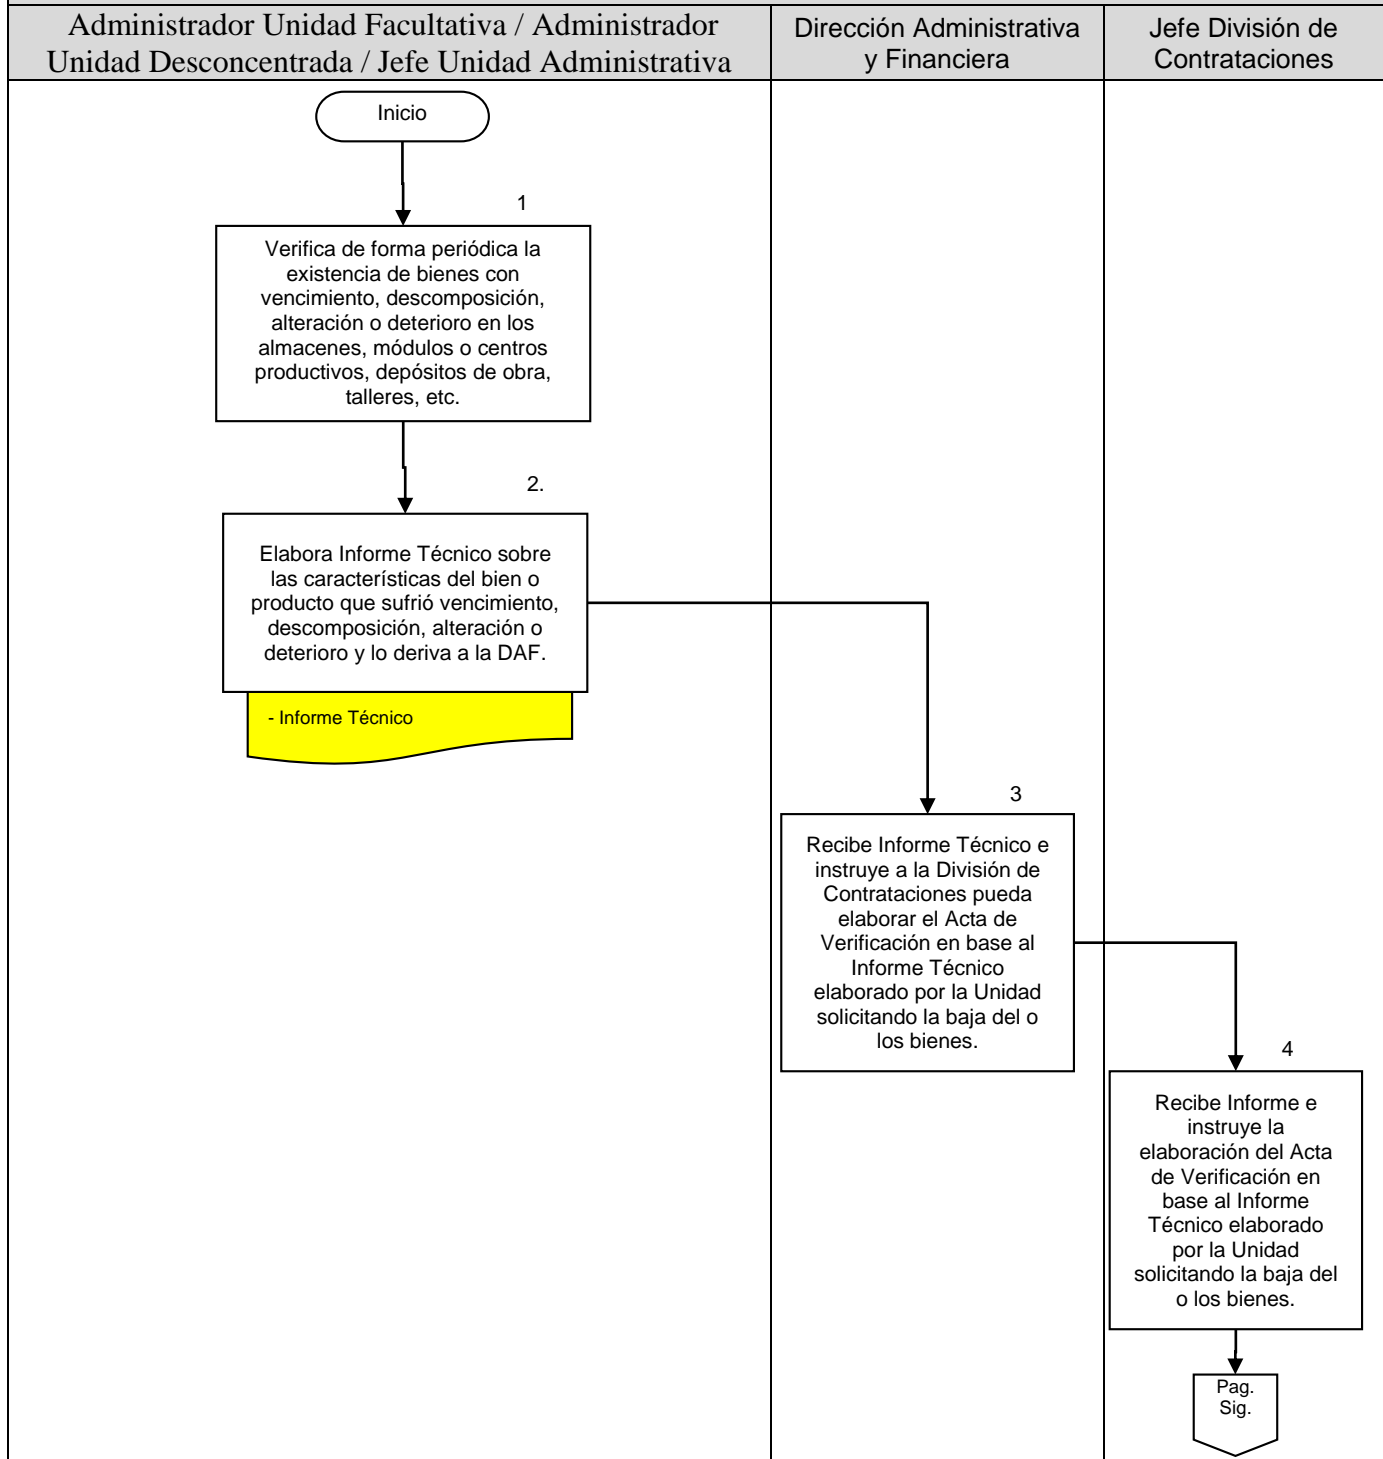 Administrador Unidad Facultativa / Administrador
Unidad Desconcentrada / Jefe Unidad Administrativa
Dirección Administrativa
y Financiera
Jefe División de
Contrataciones
Inicio
1
Verifica de forma periódica la
existencia de bienes con
vencimiento, descomposición,
alteración o deterioro en los
almacenes, módulos o centros
productivos, depósitos de obra,
talleres, etc.
2.
Elabora Informe Técnico sobre
las características del bien o
producto que sufrió vencimiento,
descomposición, alteración o
deterioro y lo deriva a la DAF.
- Informe Técnico
3
Recibe Informe Técnico e
instruye a la División de
Contrataciones pueda
elaborar el Acta de
Verificación en base al
Informe Técnico
elaborado por la Unidad
solicitando la baja del o
los bienes.
4
Recibe Informe e
instruye la
elaboración del Acta
de Verificación en
base al Informe
Técnico elaborado
por la Unidad
solicitando la baja del
o los bienes.
Pag.
Sig.